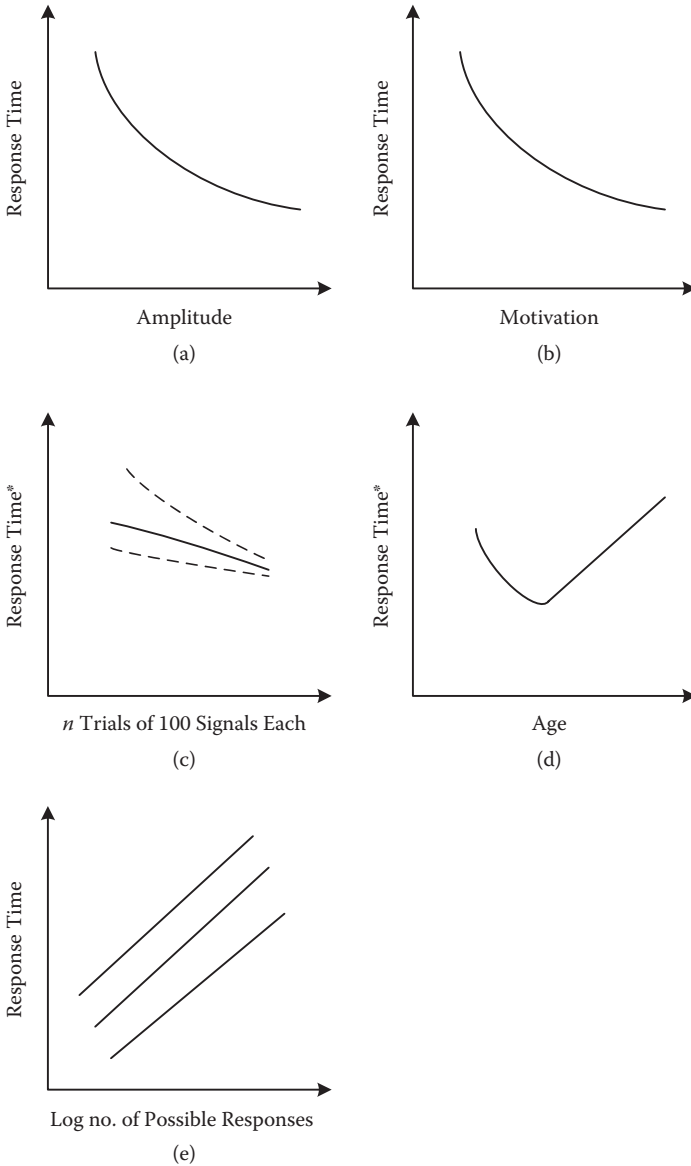 Response Time
Amplitude
(a)
Response Time
Motivation
(b)
Response Time*
n Trials of 100 Signals Each
(c)
Response Time*
Age
(d)
Response Time
Log no. of Possible Responses
(e)